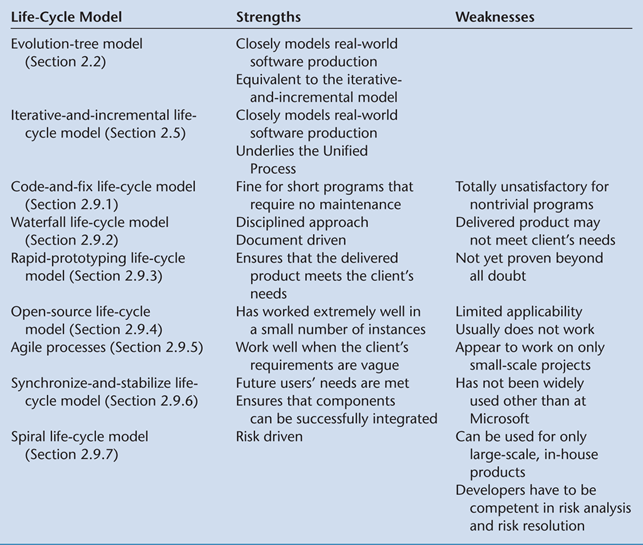 Life-Cycle Model Strengths Weaknesses
Evolution-tree model Closely models real-world
(Section 2.2) software production
Equivalent to the iterative-
and-incremental model
Iterative-and-incremental life- Closely models real-world
cycle model (Section 2.5) software production
Underlies the Unified
Process
Code-and-fix life-cycle model Fine for short programs that Totally unsatisfactory for
(Section 2.9.1) require no maintenance nontrivial programs
Waterfall life-cycle model Disciplined approach Delivered product may
(Section 2.9.2) Document driven not meet client's needs
Rapid-prototyping life-cycle Ensures that the delivered Not yet proven beyond
model (Section 2.9.3) product meets the client's all doubt
needs
Open-source life-cycle Has worked extremely well in Limited applicability
model (Section 2.9.4) a small number of instances Usually does not work
Agile processes (Section 2.9.5) Work well when the client's Appear to work on only
requirements are vague small-scale projects
Synchronize-and-stabilize life- Future users' needs are met Has not been widely
cycle model (Section 2.9.6) Ensures that components used other than at
can be successfully integrated Microsoft
Spiral life-cycle model Risk driven Can be used for only
(Section 2.9.7) large-scale, in-house
products
Developers have to be
competent in risk analysis
and risk resolution